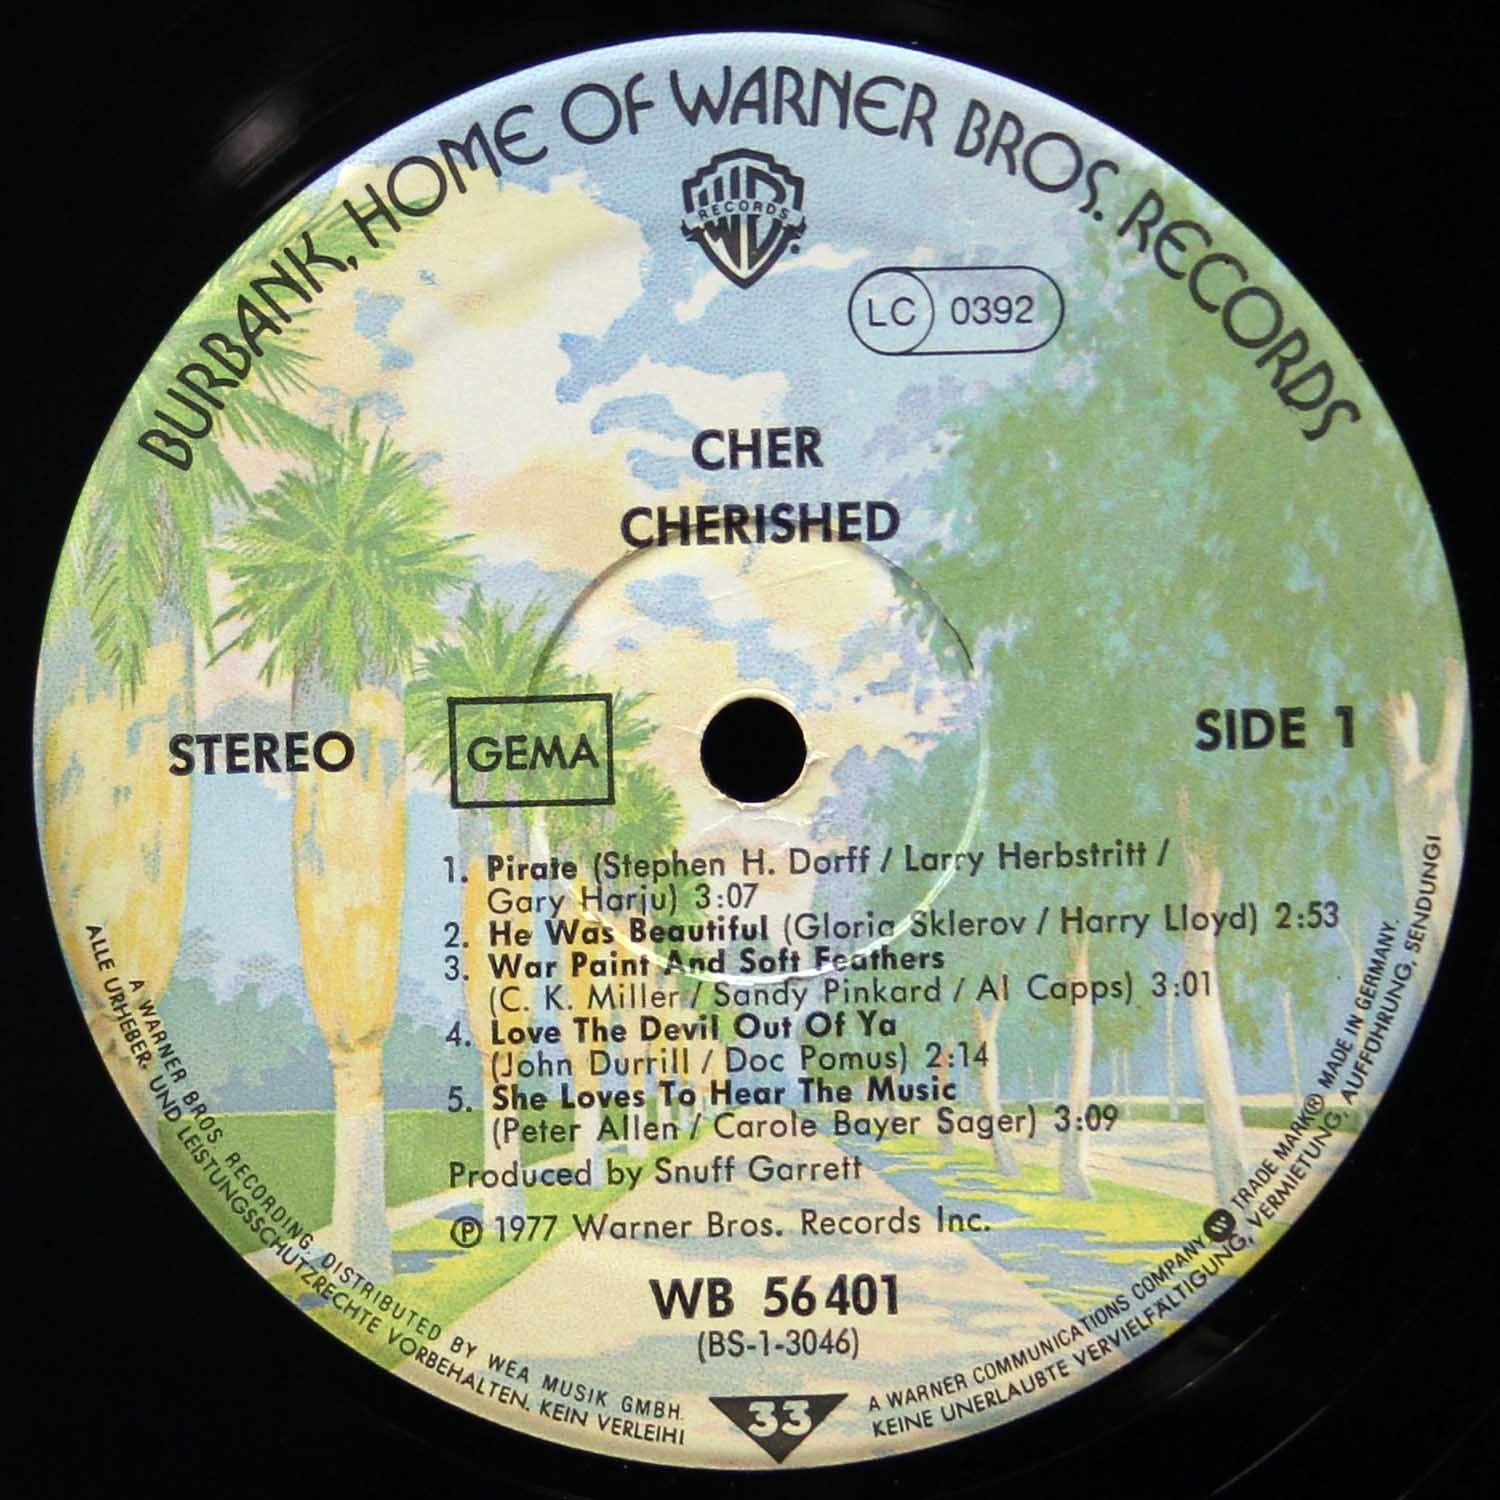 BURBANK, HOME OF WARNER BROS. RECORDS
WB
RECORDS
LC 0392
CHER
CHERISHED
STEREO
GEMA
SIDE 1
1. Pirate (Stephen H. Dorff / Larry Herbstritt /
Gary Harju) 3:07
2. He Was Beautiful (Gloria Sklerov / Harry Lloyd) 2:53
3. War Paint And Soft Feathers
(C. K. Miller / Sandy Pinkard / Al Capps) 3:01
4. Love The Devil Out Of Ya
(John Durrill / Doc Pomus) 2:14
5. She Loves To Hear The Music
(Peter Allen / Carole Bayer Sager) 3:09
Produced by Snuff Garrett
℗ 1977 Warner Bros. Records Inc.
WB 56 401
(BS-1-3046)
33
A WARNER BROS RECORDING. DISTRIBUTED BY WEA MUSIK GMBH.
ALLE URHEBER- UND LEISTUNGSSCHUTZRECHTE VORBEHALTEN. KEIN VERLEIH!
A WARNER COMMUNICATIONS COMPANY TRADE MARK® MADE IN GERMANY.
KEINE UNERLAUBTE VERVIELFÄLTIGUNG, VERMIETUNG, AUFFÜHRUNG, SENDUNG!